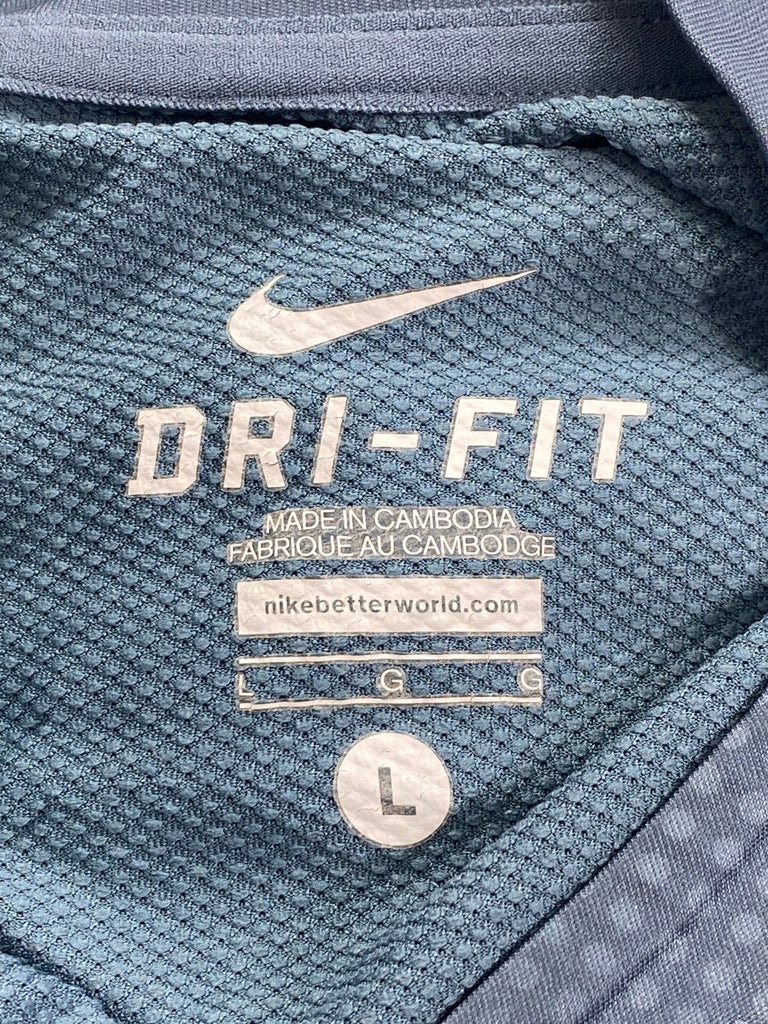 DRI-FIT
MADE IN CAMBODIA
FABRIQUE AU CAMBODGE
nikebetterworld.com
L G G
L